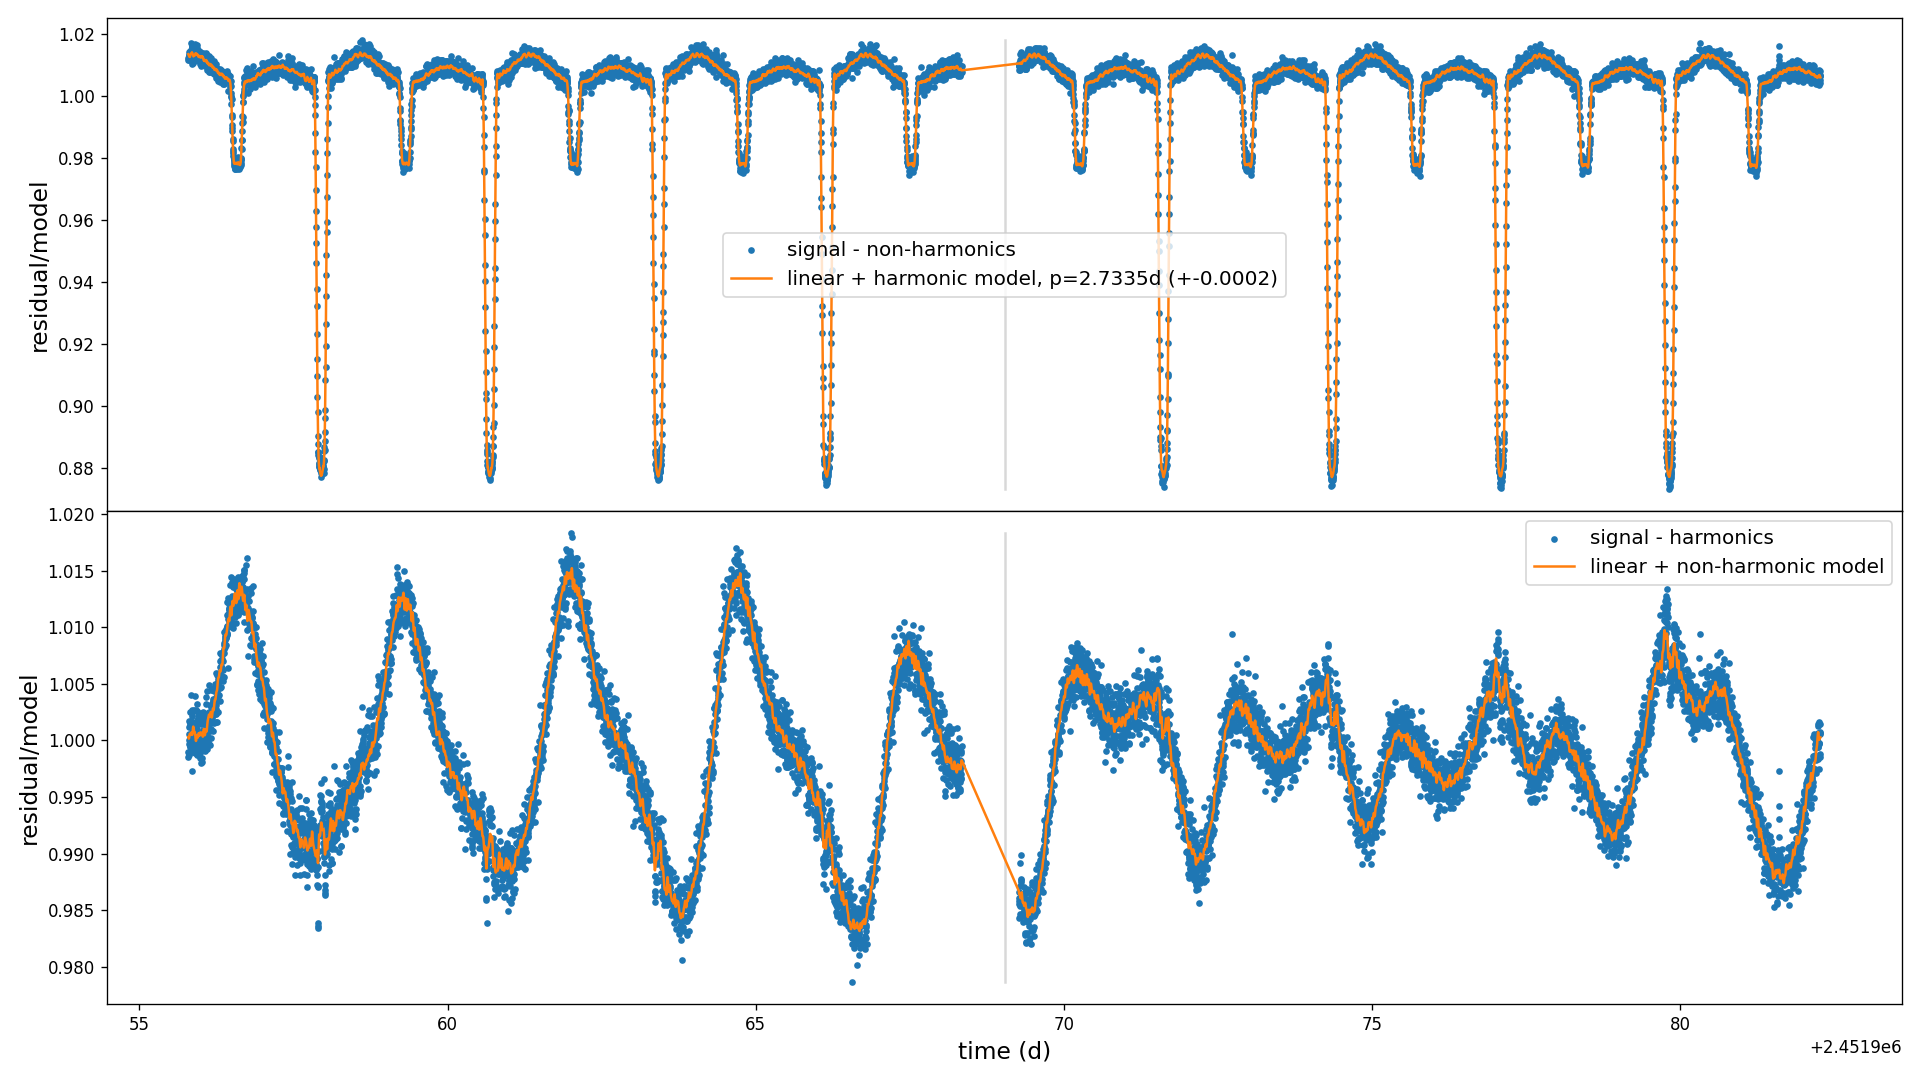 1.02
1.00
0.98
0.96
0.94
0.92
0.90
0.88
residual/model
signal - non-harmonics
linear + harmonic model, p=2.7335d (+-0.0002)
1.020
1.015
1.010
1.005
1.000
0.995
0.990
0.985
0.980
residual/model
signal - harmonics
linear + non-harmonic model
55
60
65
70
75
80
time (d)
+2.4519e6